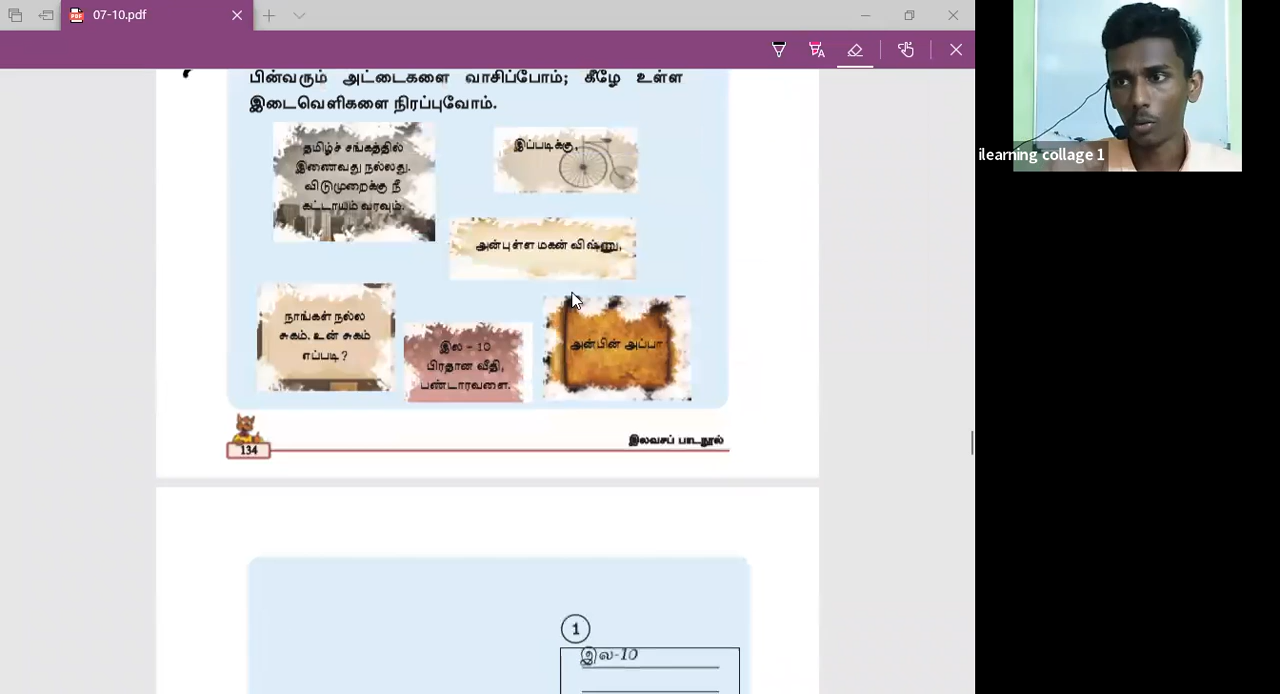 07-10.pdf
பின்வரும் அட்டைகளை வாசிப்போம்; கீழே உள்ள
இடைவெளிகளை நிரப்புவோம்.
தமிழ்ச் சங்கத்தில்
இணைவது நல்லது.
விடுமுறைக்கு நீ
கட்டாயம் வரவும்.
இப்படிக்கு,
அன்புள்ள மகன் விஷ்ணு,
நாங்கள் நல்ல
சுகம். உன் சுகம்
எப்படி?
இல - 10
பிரதான வீதி,
பண்டாரவளை.
அன்பின் அப்பா
134
இலவசப் பாடநூல்
1
இல-10
ilearning collage 1